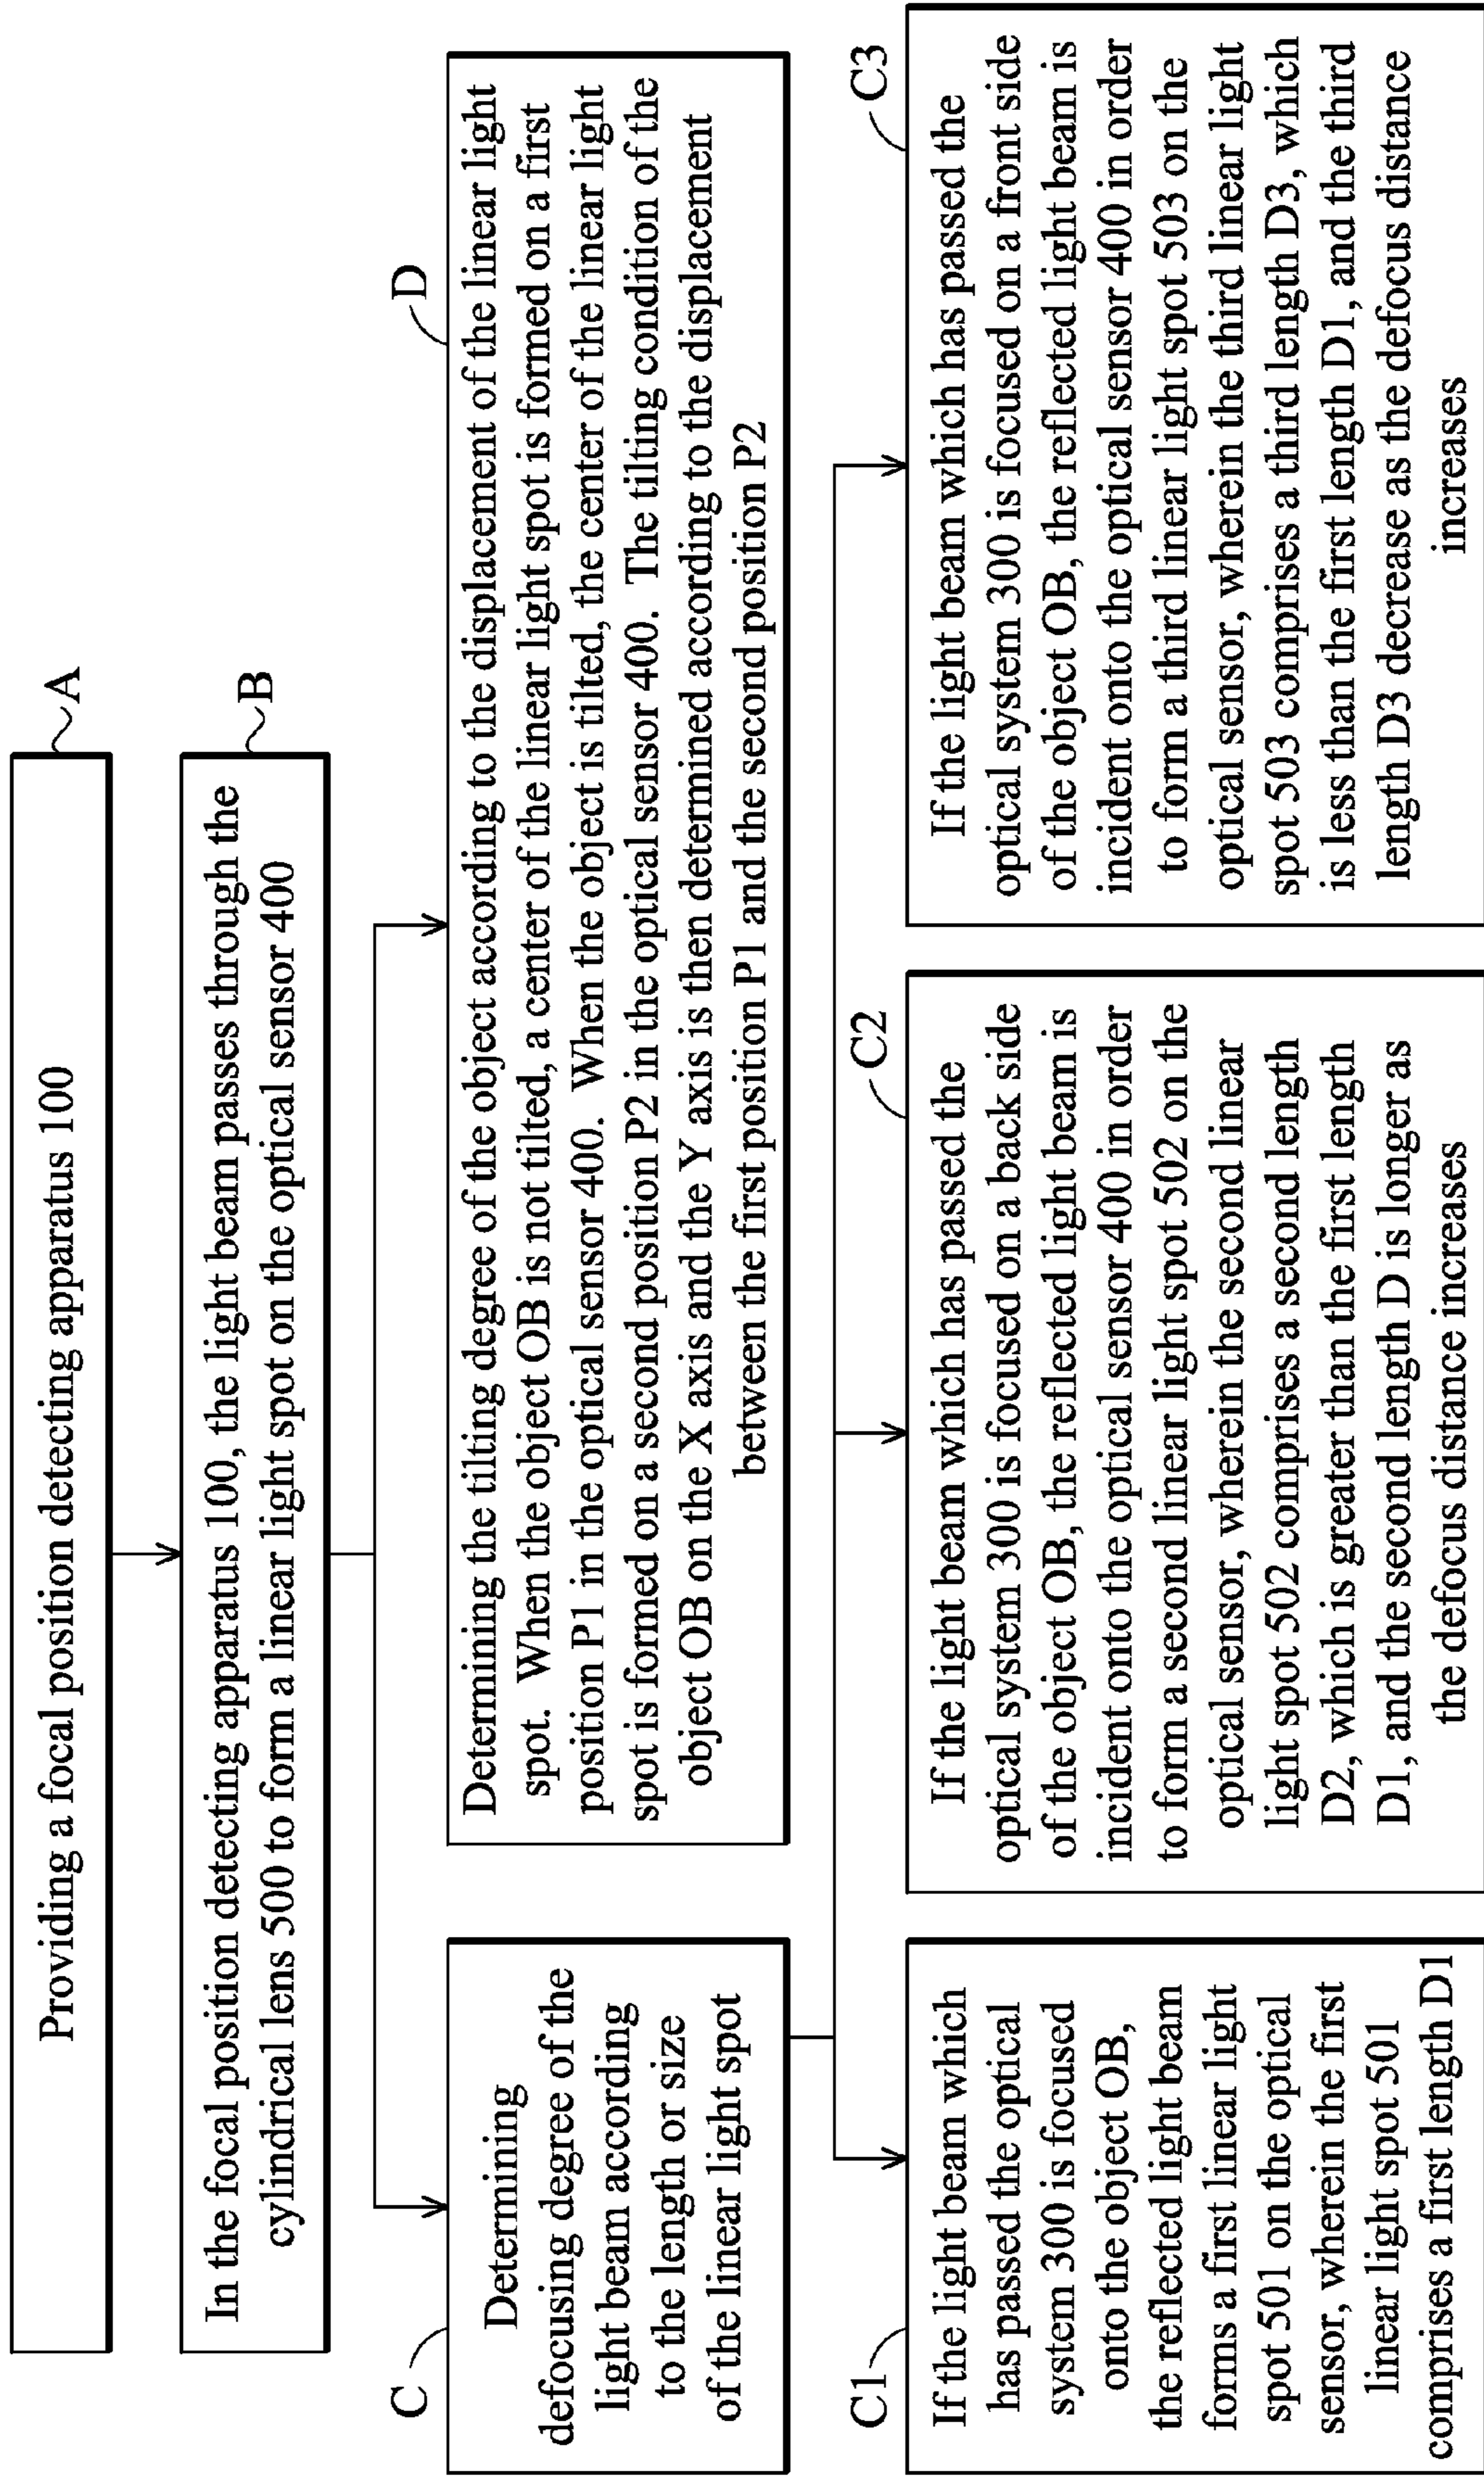 Providing a focal position detecting apparatus 100
A
In the focal position detecting apparatus 100, the light beam passes through the
cylindrical lens 500 to form a linear light spot on the optical sensor 400
B
C
Determining
defocusing degree of the
light beam according
to the length or size
of the linear light spot
D
Determining the tilting degree of the object according to the displacement of the linear light
spot. When the object OB is not tilted, a center of the linear light spot is formed on a first
position P1 in the optical sensor 400. When the object is tilted, the center of the linear light
spot is formed on a second position P2 in the optical sensor 400. The tilting condition of the
object OB on the X axis and the Y axis is then determined according to the displacement
between the first position P1 and the second position P2
C1
If the light beam which
has passed the optical
system 300 is focused
onto the object OB,
the reflected light beam
forms a first linear light
spot 501 on the optical
sensor, wherein the first
linear light spot 501
comprises a first length D1
C2
If the light beam which has passed the
optical system 300 is focused on a back side
of the object OB, the reflected light beam is
incident onto the optical sensor 400 in order
to form a second linear light spot 502 on the
optical sensor, wherein the second linear
light spot 502 comprises a second length
D2, which is greater than the first length
D1, and the second length D is longer as
the defocus distance increases
C3
If the light beam which has passed the
optical system 300 is focused on a front side
of the object OB, the reflected light beam is
incident onto the optical sensor 400 in order
to form a third linear light spot 503 on the
optical sensor, wherein the third linear light
spot 503 comprises a third length D3, which
is less than the first length D1, and the third
length D3 decrease as the defocus distance
increases